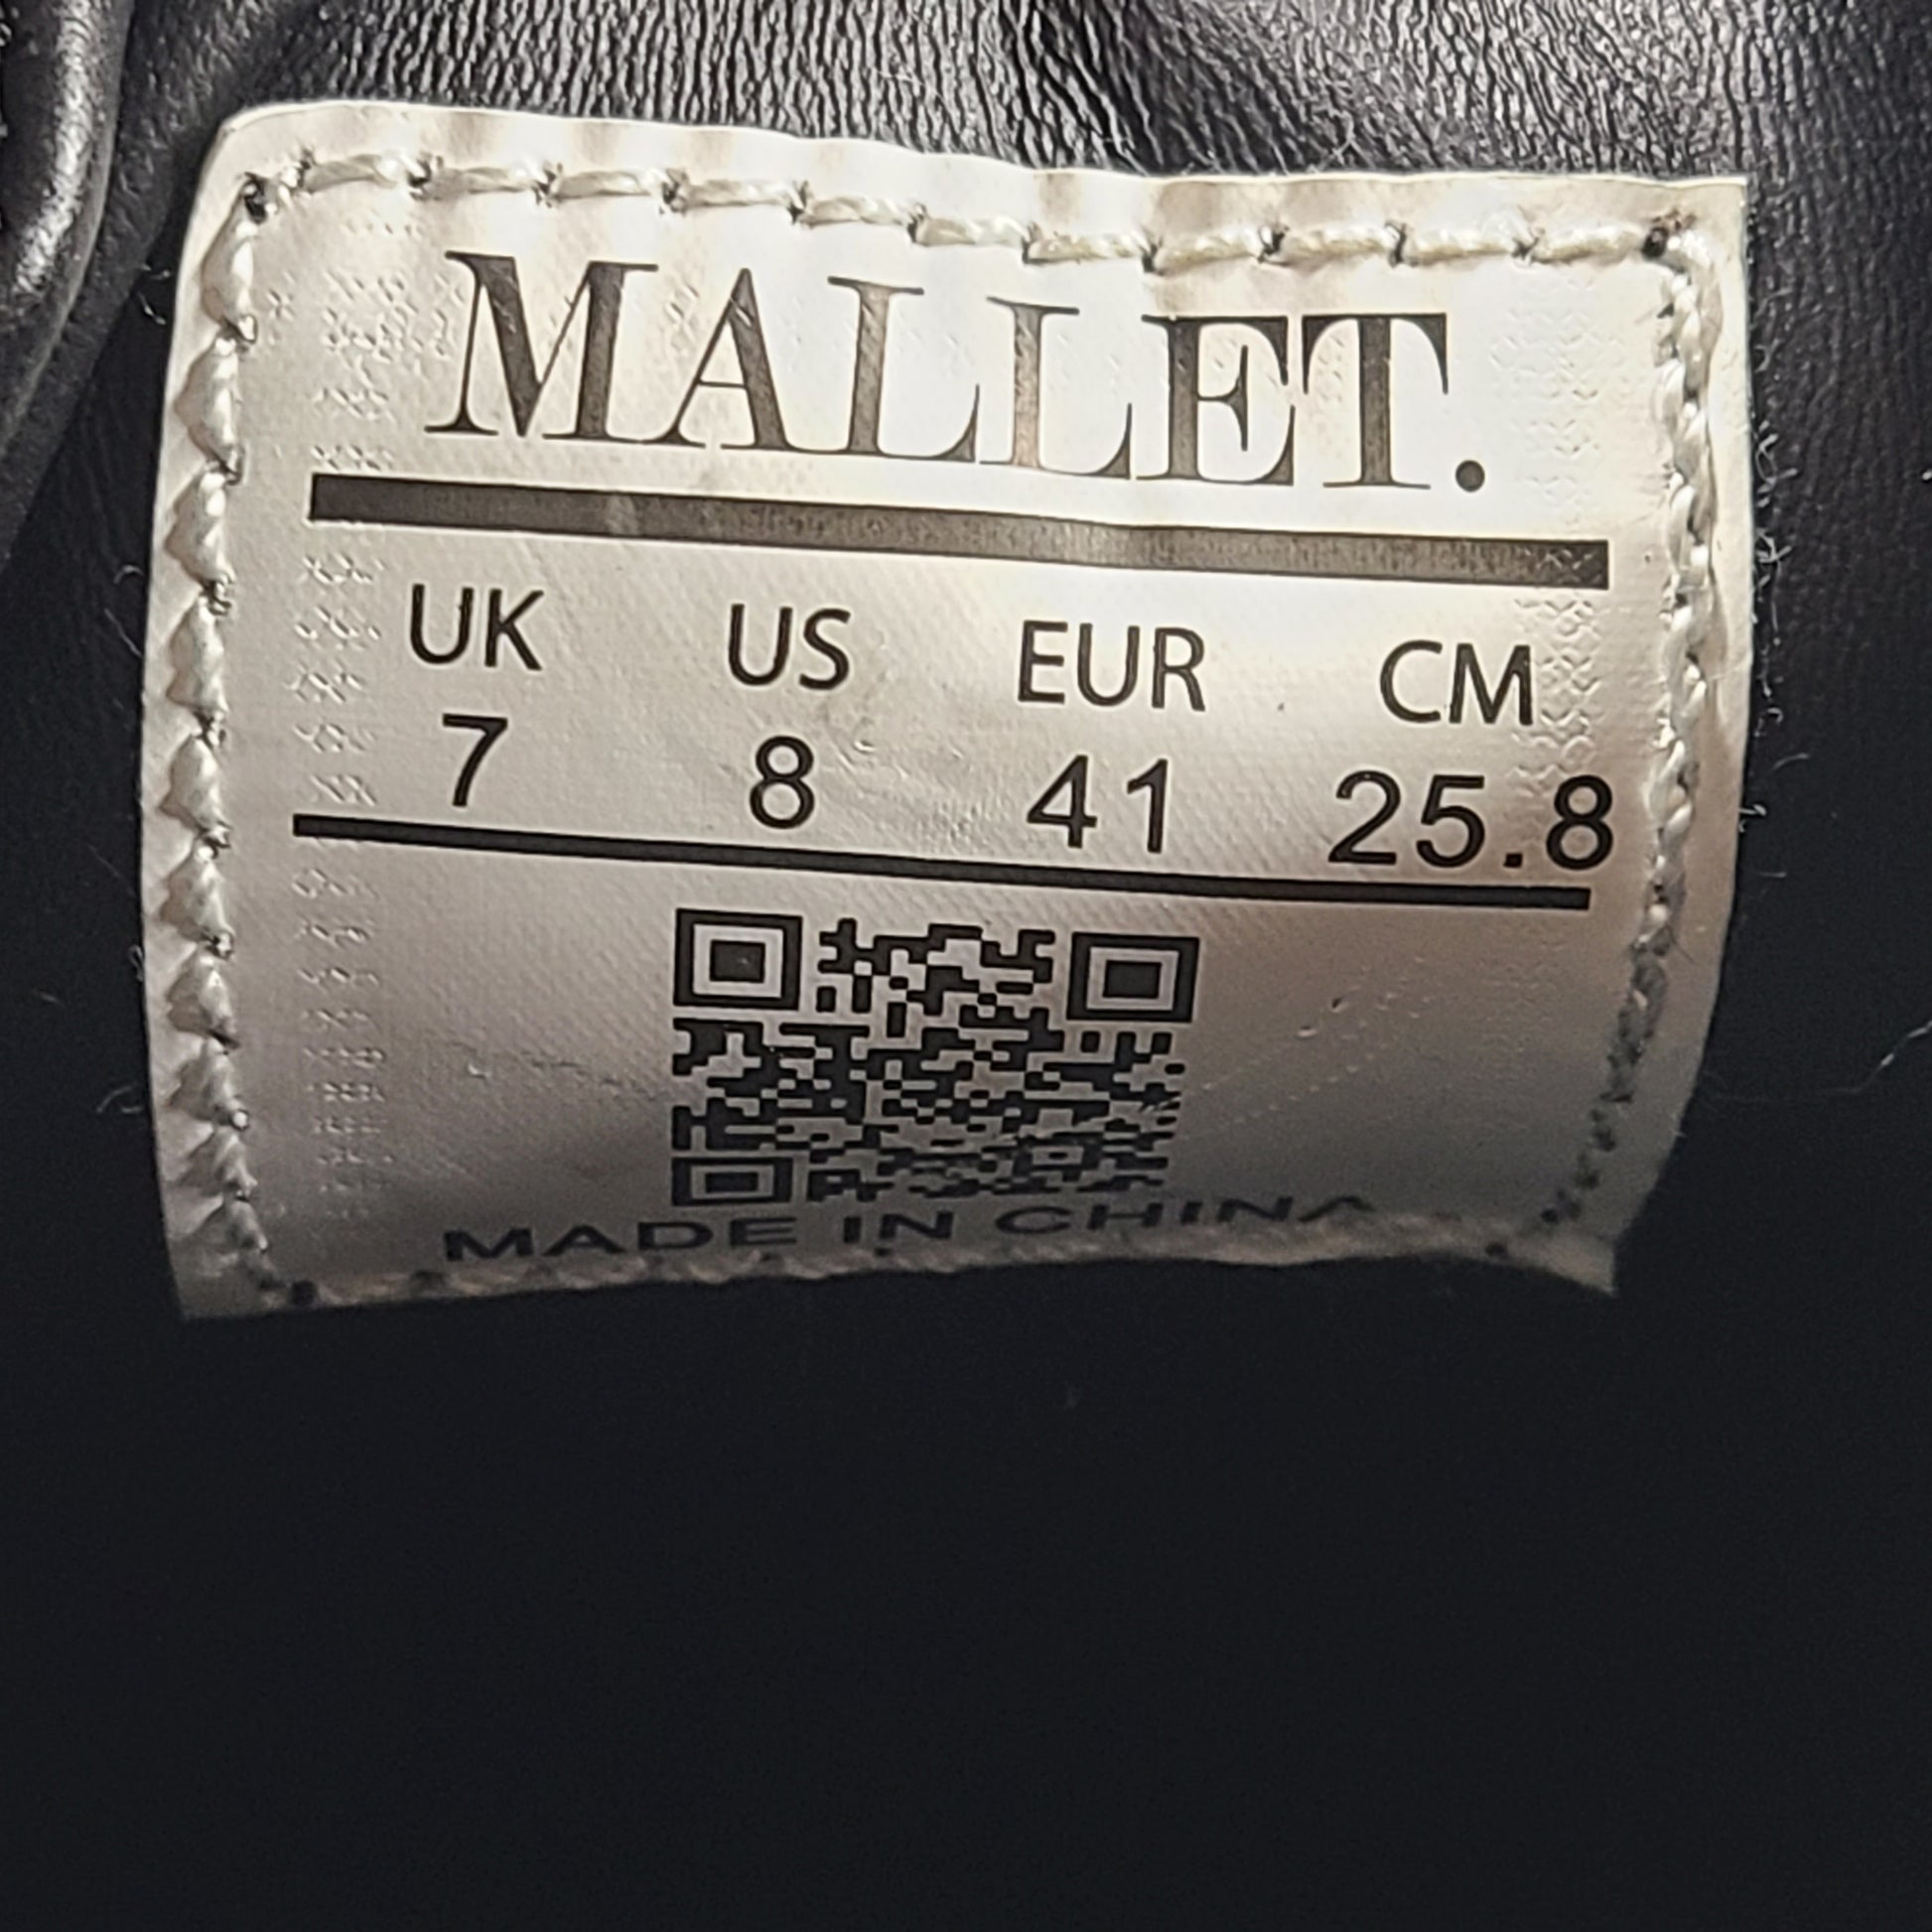 MALLET.
UK US EUR CM
7 8 41 25.8
MADE IN CHINA